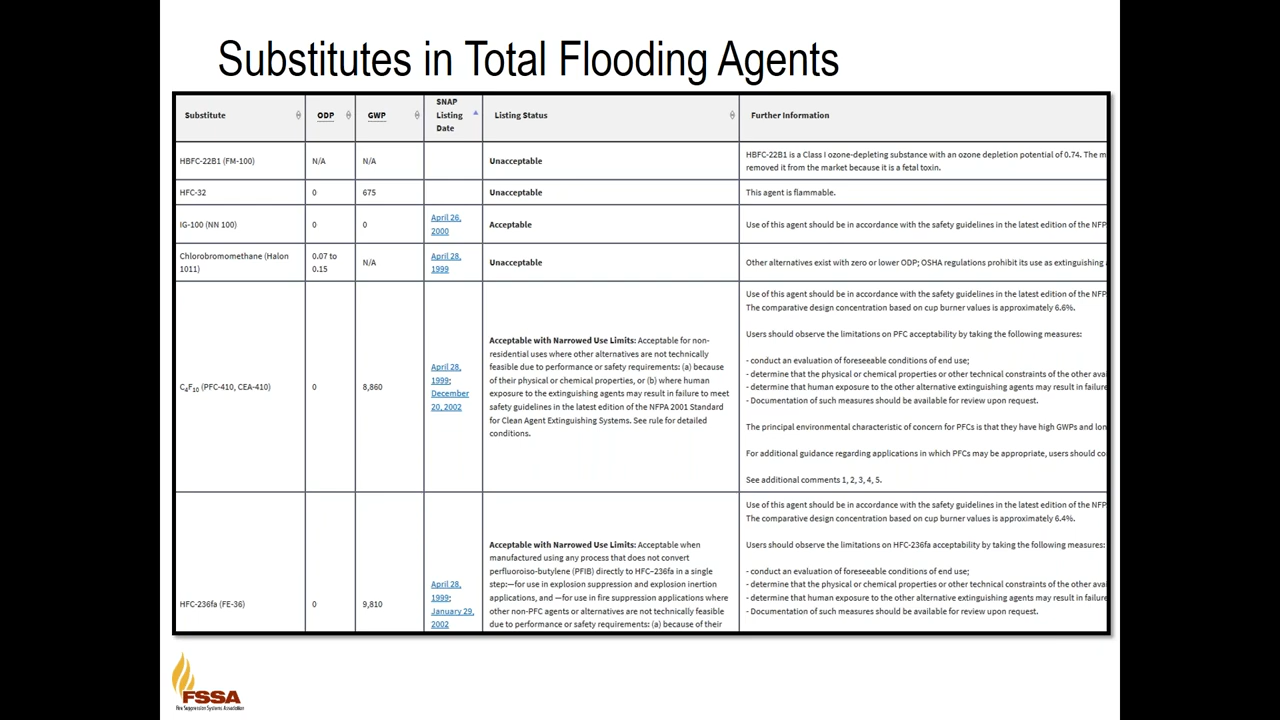 Substitutes in Total Flooding Agents
Substitute
ODP
GWP
SNAP
Listing
Date
Listing Status
Further Information
HBFC-22B1 (FM-100)
N/A
N/A
Unacceptable
HBFC-22B1 is a Class I ozone-depleting substance with an ozone depletion potential of 0.74. The m
removed it from the market because it is a fetal toxin.
HFC-32
0
675
Unacceptable
This agent is flammable.
IG-100 (NN 100)
0
0
April 26,
2000
Acceptable
Use of this agent should be in accordance with the safety guidelines in the latest edition of the NFP
Chlorobromomethane (Halon
1011)
0.07 to
0.15
N/A
April 28,
1999
Unacceptable
Other alternatives exist with zero or lower ODP; OSHA regulations prohibit its use as extinguishing
C₄F₁₀ (PFC-410, CEA-410)
0
8,860
April 28,
1999;
December
20, 2002
Acceptable with Narrowed Use Limits: Acceptable for non-
residential uses where other alternatives are not technically
feasible due to performance or safety requirements: (a) because
of their physical or chemical properties, or (b) where human
exposure to the extinguishing agents may result in failure to meet
safety guidelines in the latest edition of the NFPA 2001 Standard
for Clean Agent Extinguishing Systems. See rule for detailed
conditions.
Use of this agent should be in accordance with the safety guidelines in the latest edition of the NFP
The comparative design concentration based on cup burner values is approximately 6.6%.
Users should observe the limitations on PFC acceptability by taking the following measures:
- conduct an evaluation of foreseeable conditions of end use;
- determine that the physical or chemical properties or other technical constraints of the other ava
- determine that human exposure to the other alternative extinguishing agents may result in failure
- Documentation of such measures should be available for review upon request.
The principal environmental characteristic of concern for PFCs is that they have high GWPs and lon
For additional guidance regarding applications in which PFCs may be appropriate, users should co
See additional comments 1, 2, 3, 4, 5.
HFC-236fa (FE-36)
0
9,810
April 28,
1999;
January 29,
2002
Acceptable with Narrowed Use Limits: Acceptable when
manufactured using any process that does not convert
perfluoroiso-butylene (PFIB) directly to HFC–236fa in a single
step:—for use in explosion suppression and explosion inertion
applications, and —for use in fire suppression applications where
other non-PFC agents or alternatives are not technically feasible
due to performance or safety requirements: (a) because of their
Use of this agent should be in accordance with the safety guidelines in the latest edition of the NFP
The comparative design concentration based on cup burner values is approximately 6.4%.
Users should observe the limitations on HFC-236fa acceptability by taking the following measures:
- conduct an evaluation of foreseeable conditions of end use;
- determine that the physical or chemical properties or other technical constraints of the other ava
- determine that human exposure to the other alternative extinguishing agents may result in failure
- Documentation of such measures should be available for review upon request.
FSSA
Fire Suppression Systems Association